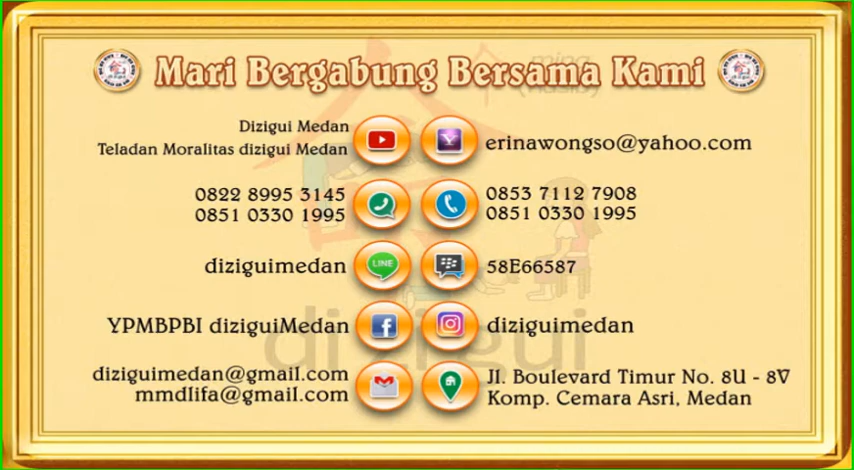 Mari Bergabung Bersama Kami
Dizigui Medan
Teladan Moralitas dizigui Medan
erinawongso@yahoo.com
0822 8995 3145
0851 0330 1995
0853 7112 7908
0851 0330 1995
LINE
diziguimedan
58E66587
YPMBPBI diziguiMedan
diziguimedan
diziguimedan@gmail.com
mmdlifa@gmail.com
Jl. Boulevard Timur No. 8U - 8V
Komp. Cemara Asri, Medan
dizigui